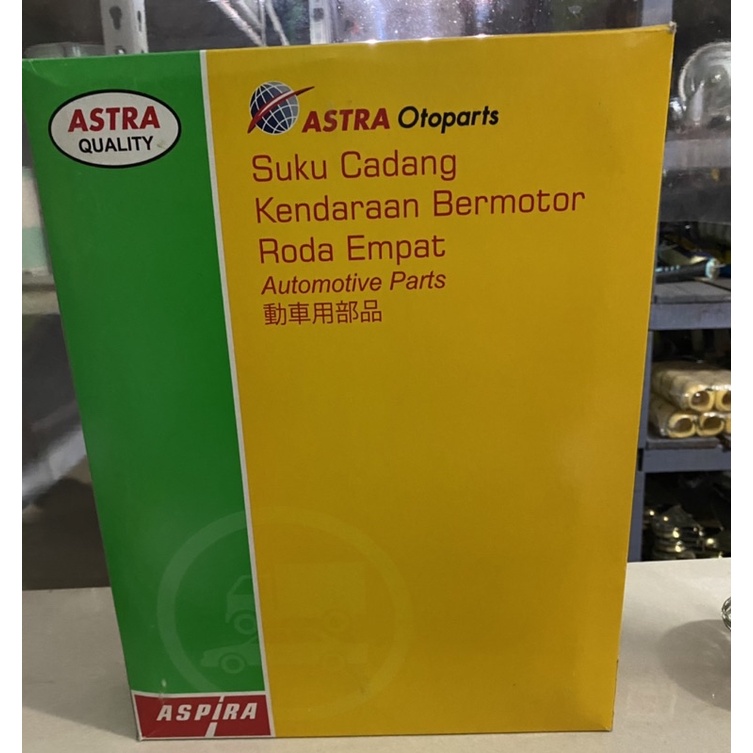 ASTRA
QUALITY
ASTRA Otoparts
Suku Cadang
Kendaraan Bermotor
Roda Empat
Automotive Parts
動車用部品
ASPIRA